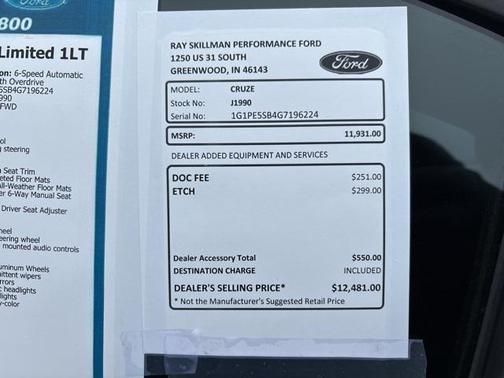 Ford
800
Limited 1LT
on: 6-Speed Automatic
th Overdrive
PE5SB4G7196224
990
FWD
ol
g steering
Seat Trim
eted Floor Mats
ll-Weather Floor Mats
er 6-Way Manual Seat
Driver Seat Adjuster
heel
eering wheel
mounted audio controls
uminum Wheels
ittent wipers
rrors
c headlights
lights
y-color
RAY SKILLMAN PERFORMANCE FORD
1250 US 31 SOUTH
GREENWOOD, IN 46143
Ford
MODEL: CRUZE
Stock No: J1990
Serial No: 1G1PE5SB4G7196224
MSRP: 11,931.00
DEALER ADDED EQUIPMENT AND SERVICES
DOC FEE $251.00
ETCH $299.00
Dealer Accessory Total $550.00
DESTINATION CHARGE INCLUDED
DEALER'S SELLING PRICE* $12,481.00
* Not the Manufacturer's Suggested Retail Price